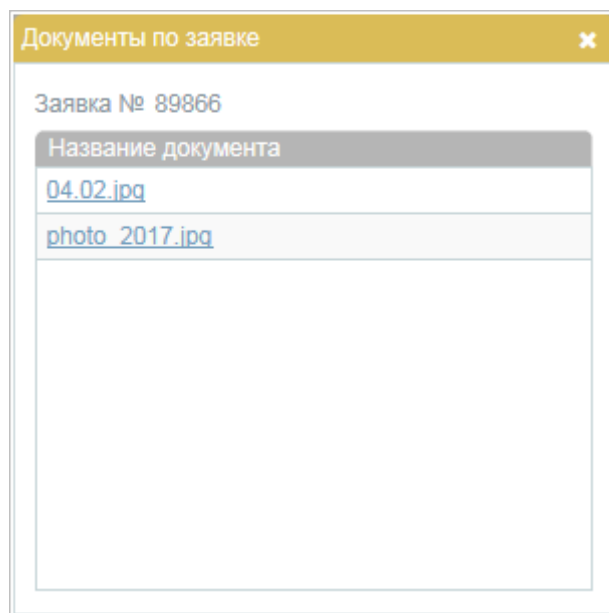 Документы по заявке
Заявка № 89866
Название документа
04.02.jpg
photo_2017.jpg